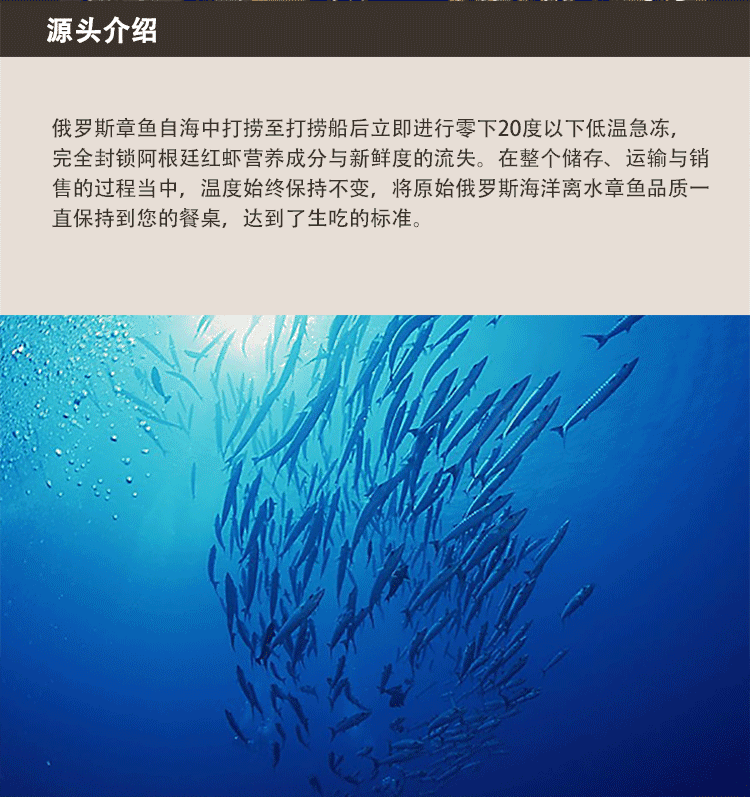 源头介绍
俄罗斯章鱼自海中打捞至打捞船后立即进行零下20度以下低温急冻，
完全封锁阿根廷红虾营养成分与新鲜度的流失。在整个储存、运输与销
售的过程当中，温度始终保持不变，将原始俄罗斯海洋离水章鱼品质一
直保持到您的餐桌，达到了生吃的标准。